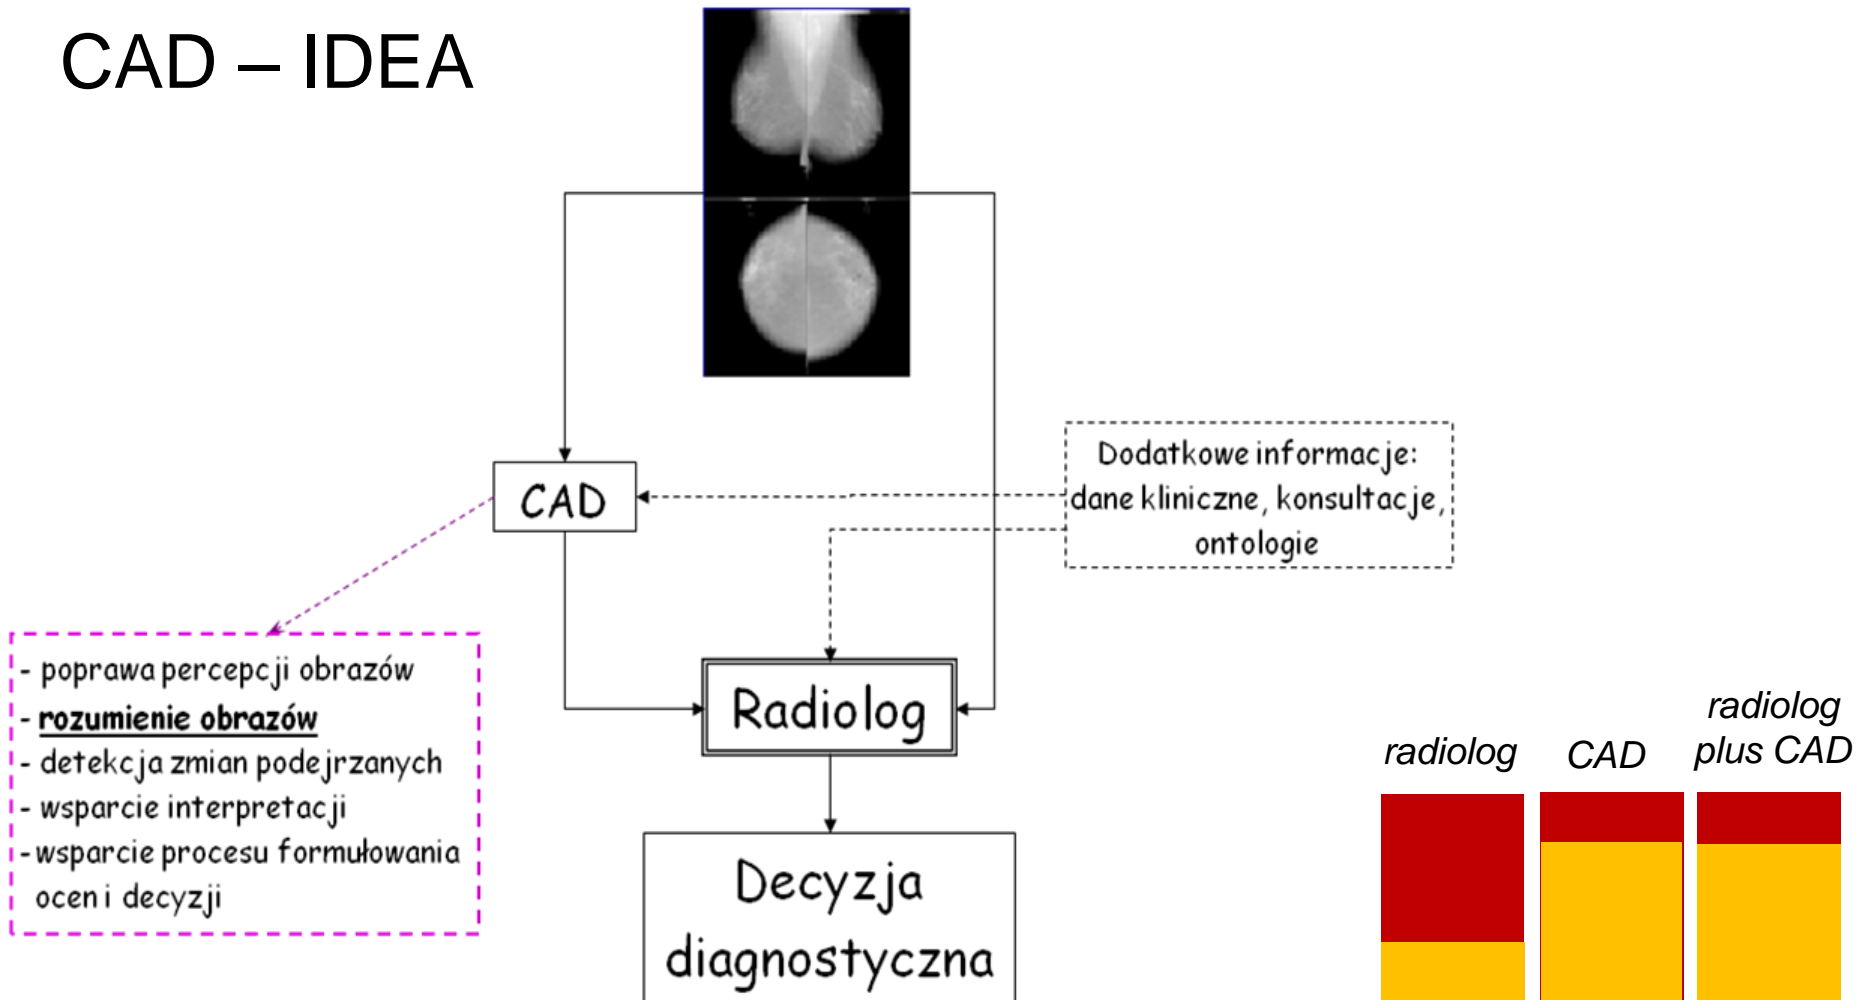 CAD – IDEA
CAD
Dodatkowe informacje:
dane kliniczne, konsultacje,
ontologie
- poprawa percepcji obrazów
- rozumienie obrazów
- detekcja zmian podejrzanych
- wsparcie interpretacji
- wsparcie procesu formułowania
ocen i decyzji
Radiolog
Decyzja
diagnostyczna
radiolog
CAD
radiolog
plus CAD